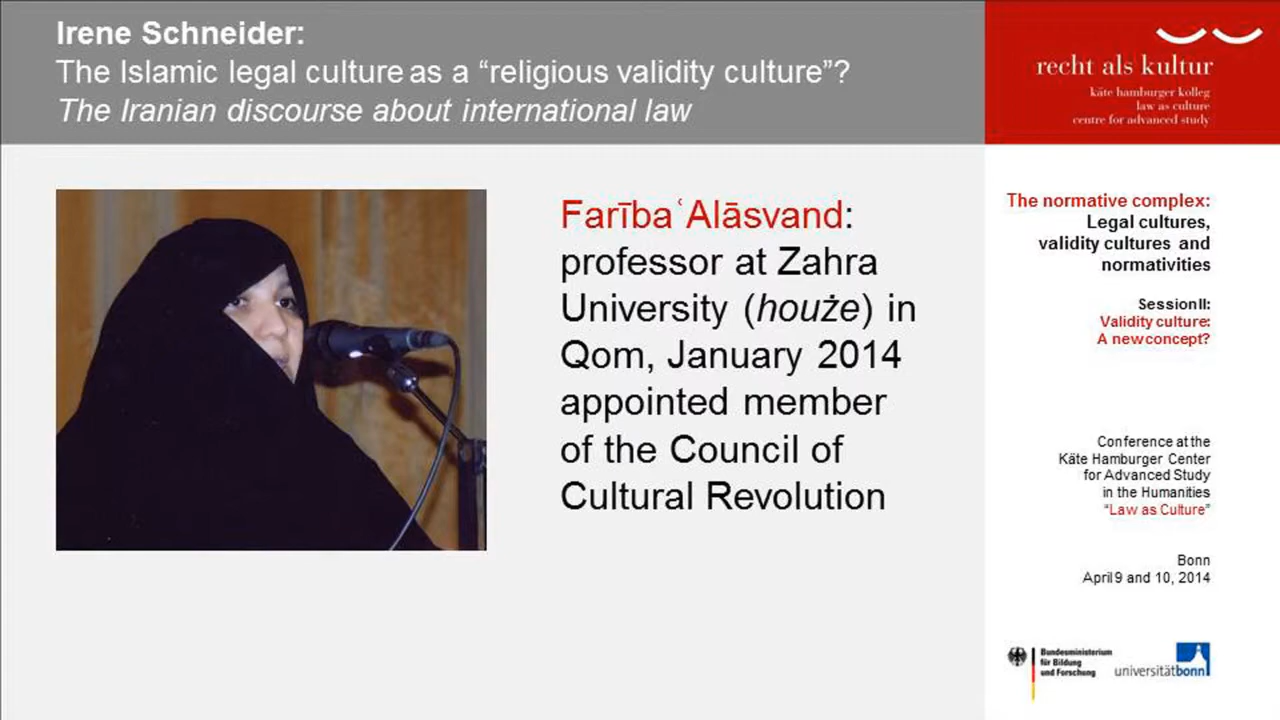 Irene Schneider:
The Islamic legal culture as a “religious validity culture”?
The Iranian discourse about international law
recht als kultur
käte hamburger kolleg
law as culture
centre for advanced study
Farība ʿAlāsvand:
professor at Zahra
University (houże) in
Qom, January 2014
appointed member
of the Council of
Cultural Revolution
The normative complex:
Legal cultures,
validity cultures and
normativities
Session II:
Validity culture:
A new concept?
Conference at the
Käte Hamburger Center
for Advanced Study
in the Humanities
“Law as Culture”
Bonn
April 9 and 10, 2014
Bundesministerium
für Bildung
und Forschung
universitätbonn